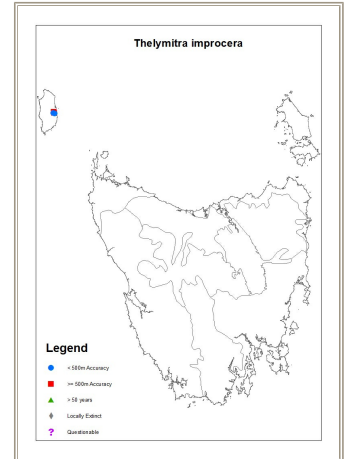 Thelymitra improcera
Legend
< 500m Accuracy
>= 500m Accuracy
> 50 years
Locally Extinct
? Questionable